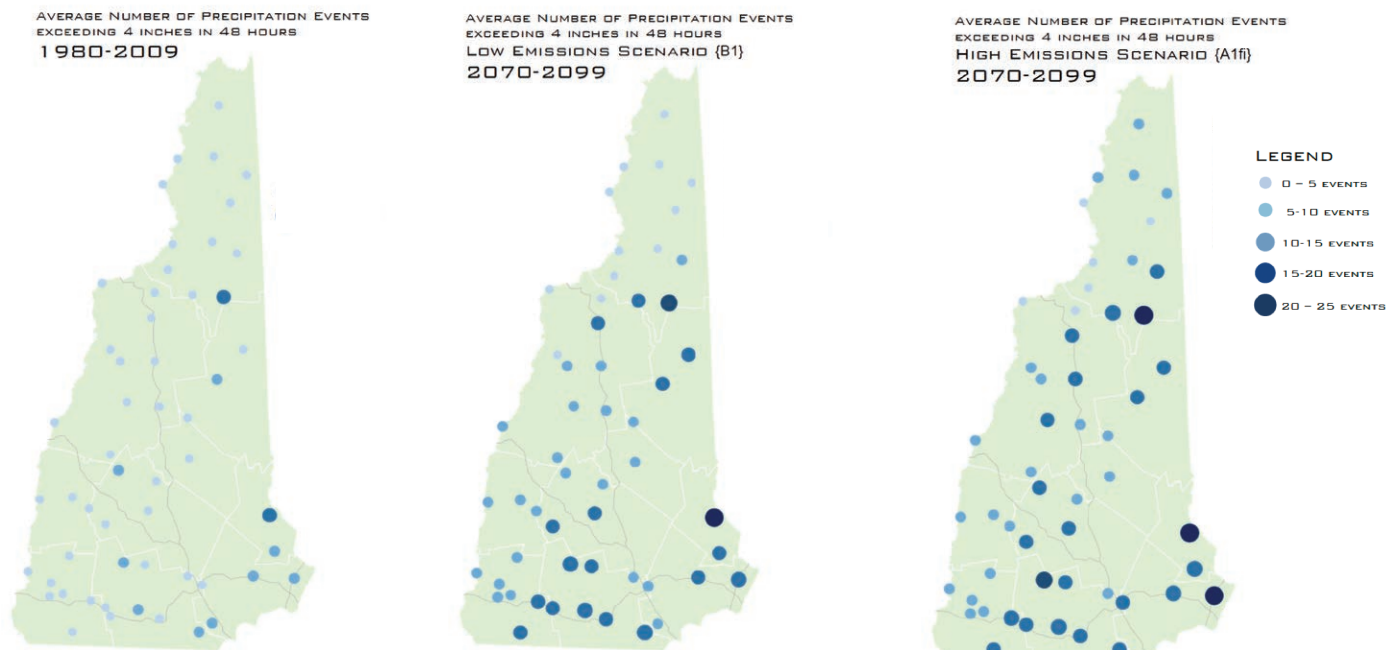 AVERAGE NUMBER OF PRECIPITATION EVENTS
EXCEEDING 4 INCHES IN 48 HOURS
1980-2009
AVERAGE NUMBER OF PRECIPITATION EVENTS
EXCEEDING 4 INCHES IN 48 HOURS
LOW EMISSIONS SCENARIO {B1}
2070-2099
AVERAGE NUMBER OF PRECIPITATION EVENTS
EXCEEDING 4 INCHES IN 48 HOURS
HIGH EMISSIONS SCENARIO {A1fi}
2070-2099
LEGEND
0 – 5 EVENTS
5-10 EVENTS
10-15 EVENTS
15-20 EVENTS
20 – 25 EVENTS